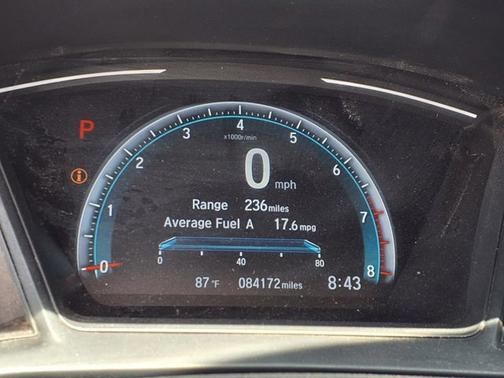 P
0 1 2 3 4 5 6 7 8
x1000r/min
0 mph
i
Range 236 miles
Average Fuel A 17.6 mpg
0 40 80
87°F 084172 miles 8:43